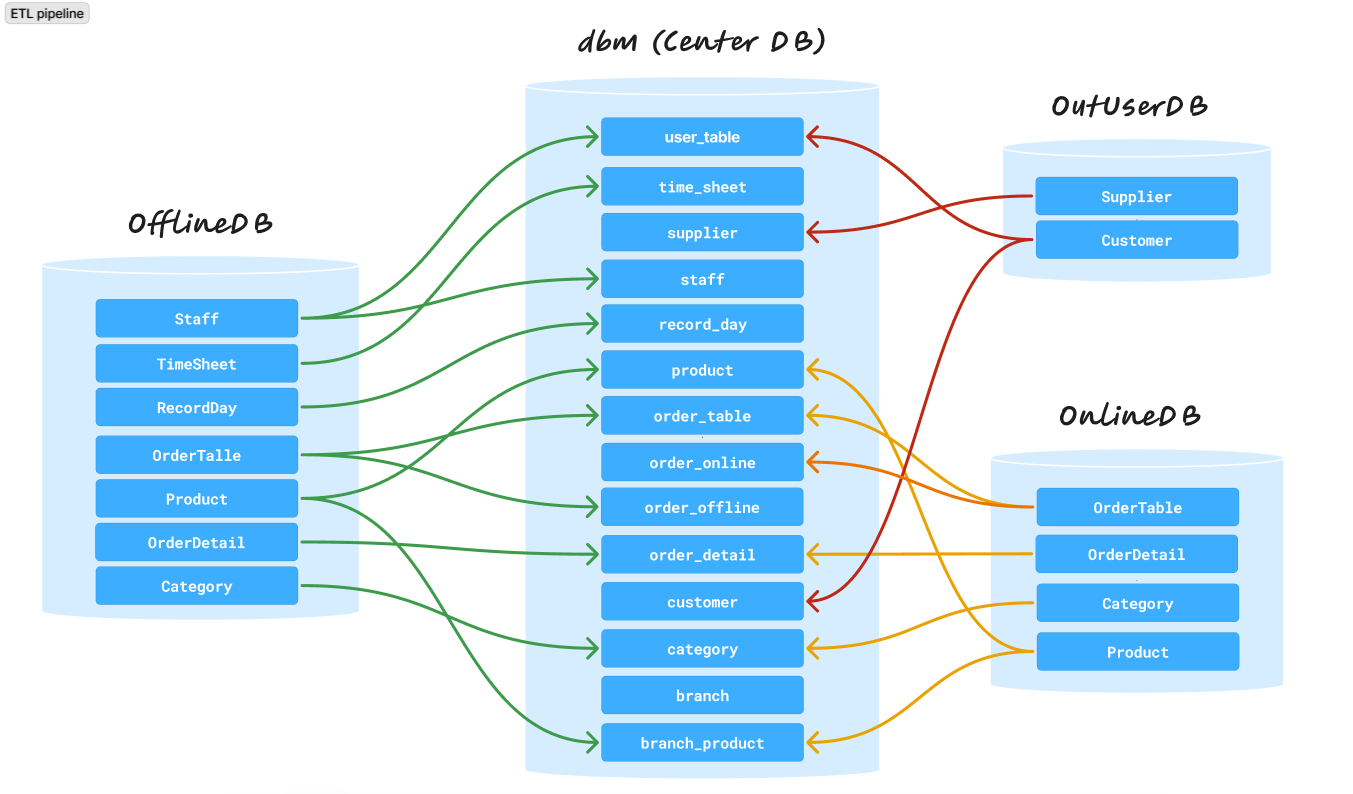 ETL pipeline
dbm (Center DB)
OfflineDB
Staff
TimeSheet
RecordDay
OrderTalle
Product
OrderDetail
Category
user_table
time_sheet
supplier
staff
record_day
product
order_table
order_online
order_offline
order_detail
customer
category
branch
branch_product
OutUserDB
Supplier
Customer
OnlineDB
OrderTable
OrderDetail
Category
Product